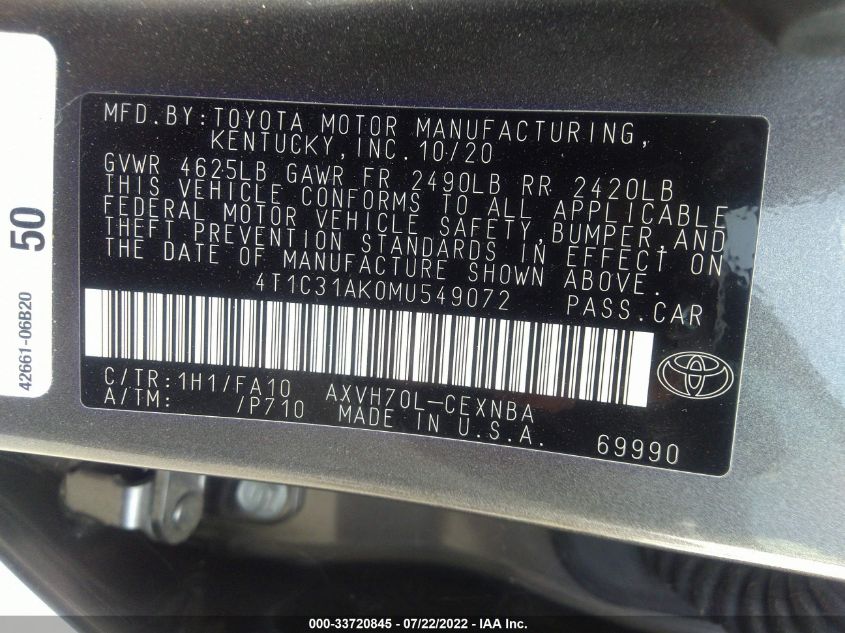 MFD.BY:TOYOTA MOTOR MANUFACTURING,
KENTUCKY,INC.10/20
GVWR 4625LB GAWR FR 2490LB RR 2420LB
THIS VEHICLE CONFORMS TO ALL APPLICABLE
FEDERAL MOTOR VEHICLE SAFETY,BUMPER,AND
THEFT PREVENTION STANDARDS IN EFFECT ON
THE DATE OF MANUFACTURE SHOWN ABOVE.
4T1C31AK0MU549072 PASS.CAR
C/TR:1H1/FA10 AXVH70L-CEXNBA
A/TM: /P710 MADE IN U.S.A. 69990
50
42661-06B20
000-33720845 - 07/22/2022 - IAA Inc.